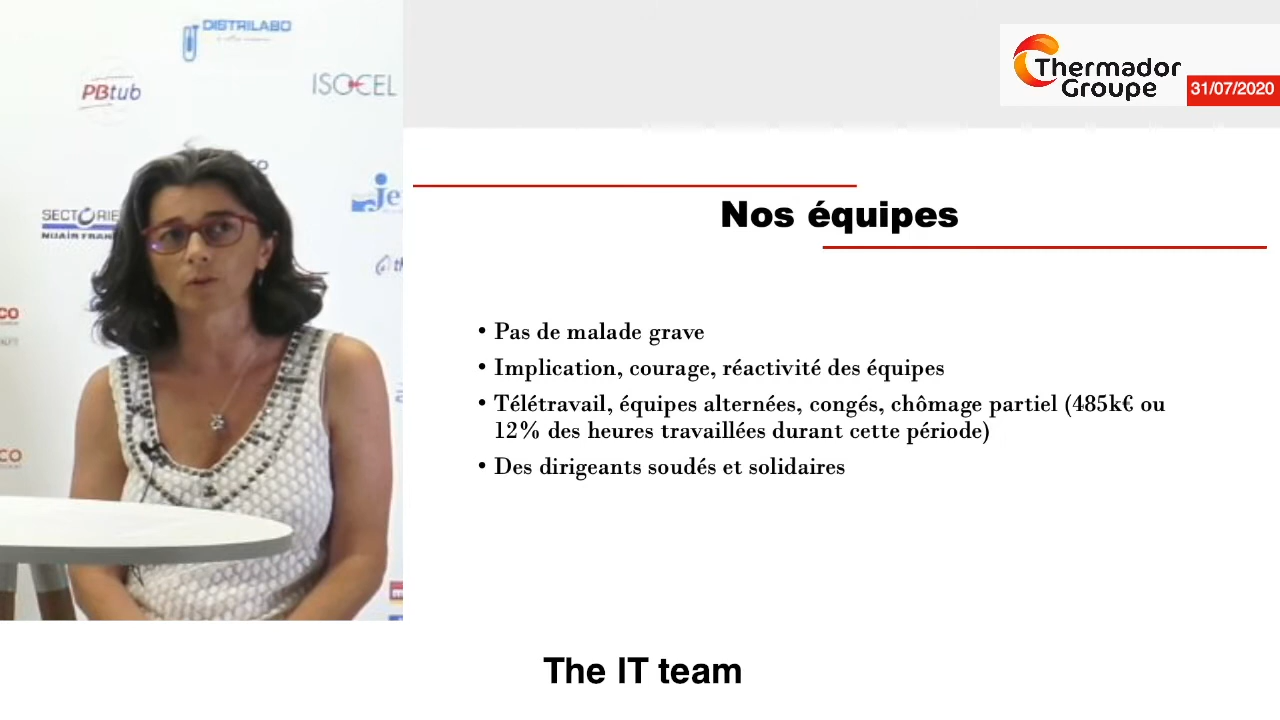 DISTRILABO
PBtub
ISOCEL
SECTORIE
Je
Thermador
Groupe
31/07/2020
Nos équipes
• Pas de malade grave
• Implication, courage, réactivité des équipes
• Télétravail, équipes alternées, congés, chômage partiel (485k€ ou
12% des heures travaillées durant cette période)
• Des dirigeants soudés et solidaires
The IT team